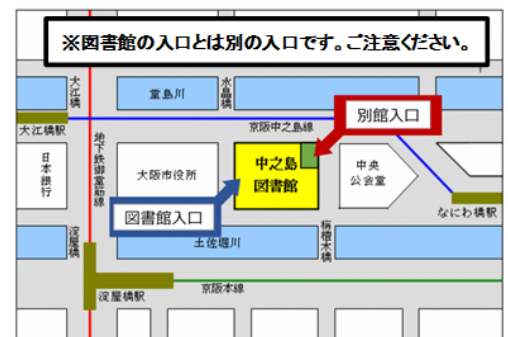 ※図書館の入口とは別の入口です。ご注意ください。
大江橋
堂島川
水晶橋
別館入口
大江橋駅
京阪中之島線
地下鉄御堂筋線
日本銀行
大阪市役所
中之島
図書館
中央
公会堂
図書館入口
なにわ橋駅
淀屋橋
土佐堀川
栴檀木橋
淀屋橋駅
京阪本線